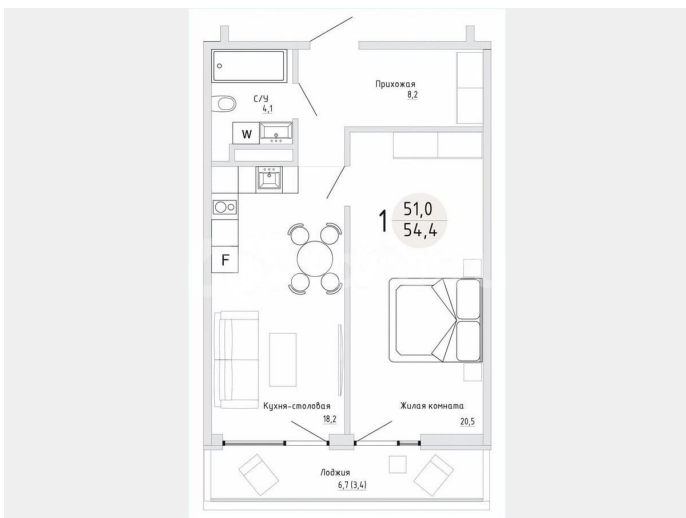 Прихожая
8,2
С/У
4,1
W
1
51,0
54,4
F
Кухня-столовая
18,2
Жилая комната
20,5
Лоджия
6,7 (3,4)